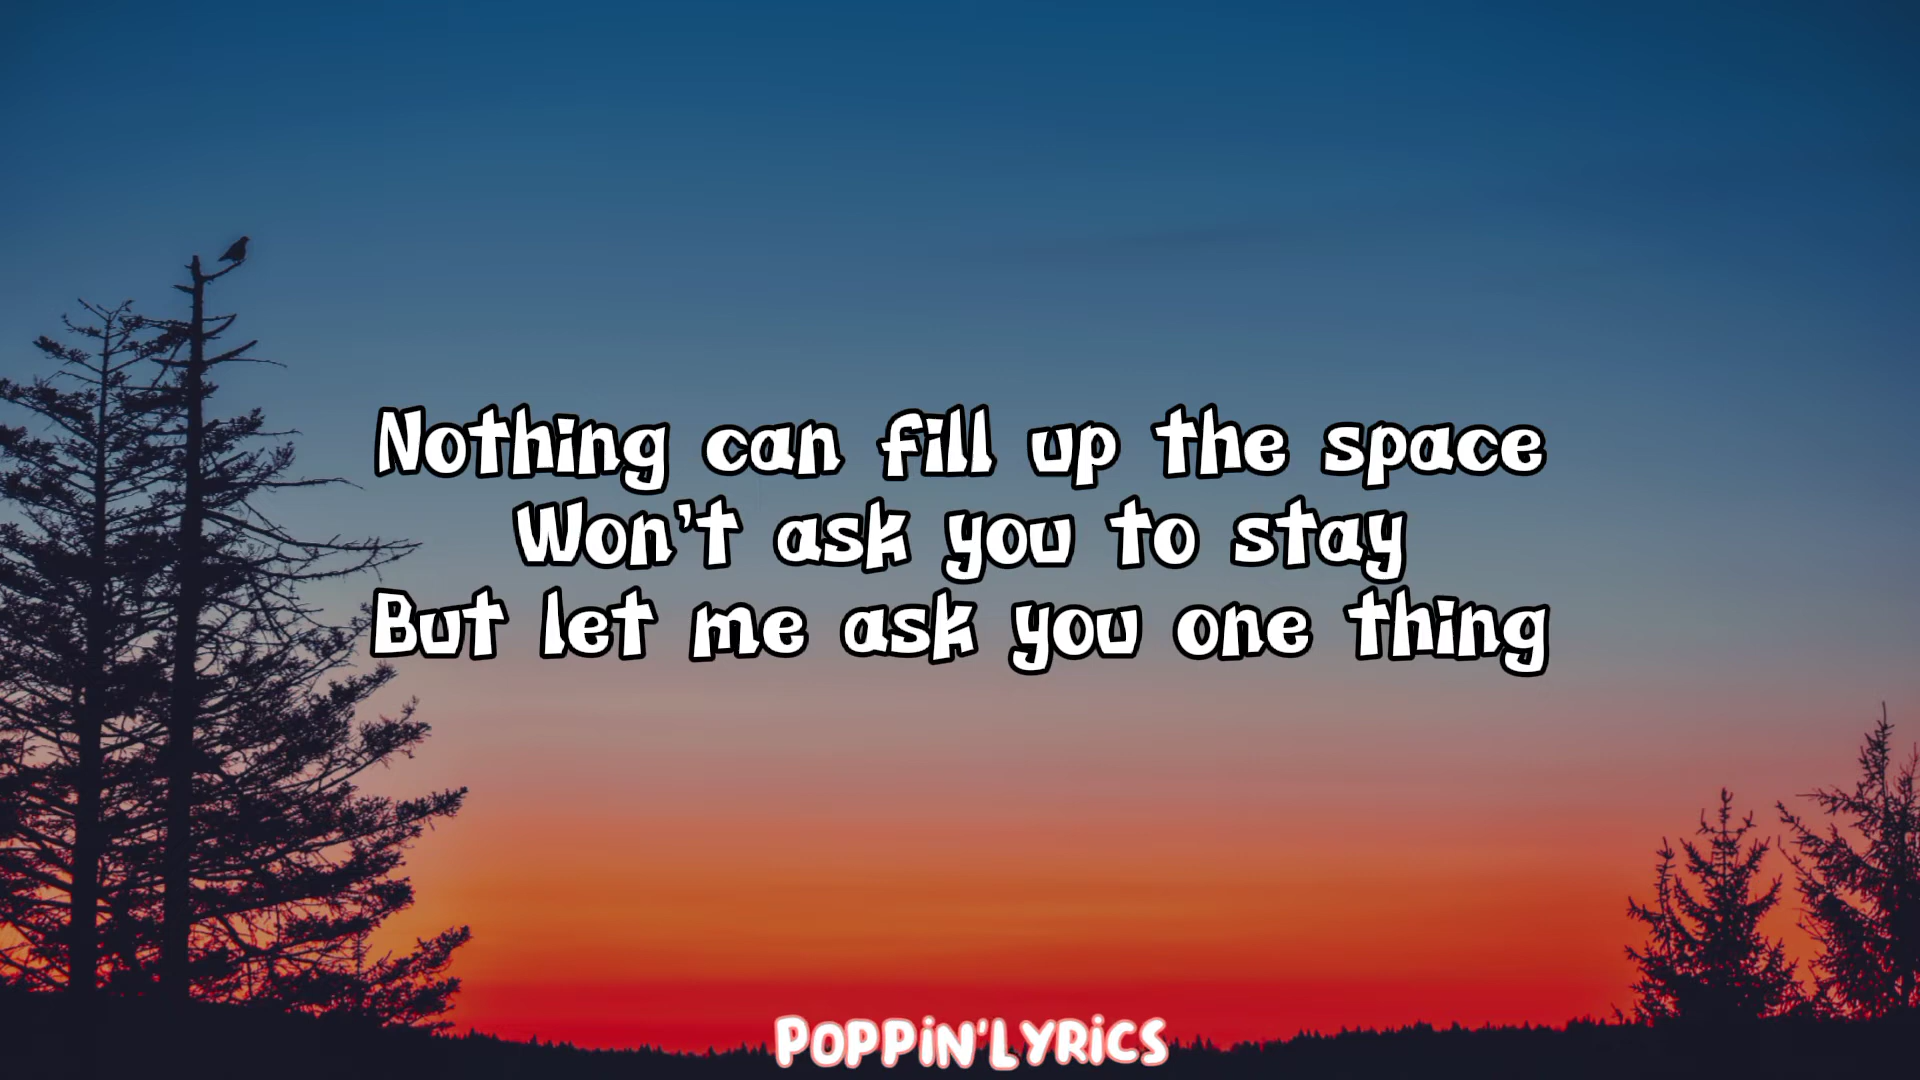 Nothing can fill up the space
Won't ask you to stay
But let me ask you one thing
POPPiN'LYRiCS